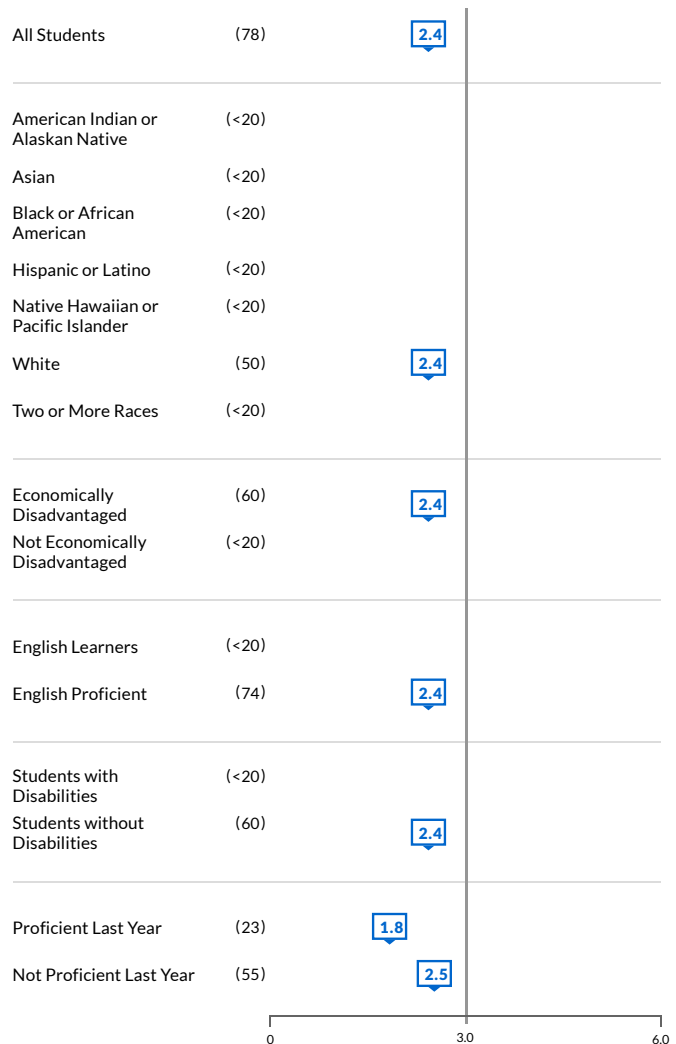 All Students (78) 2.4
American Indian or (<20)
Alaskan Native
Asian (<20)
Black or African (<20)
American
Hispanic or Latino (<20)
Native Hawaiian or (<20)
Pacific Islander
White (50) 2.4
Two or More Races (<20)
Economically (60) 2.4
Disadvantaged
Not Economically (<20)
Disadvantaged
English Learners (<20)
English Proficient (74) 2.4
Students with (<20)
Disabilities
Students without (60) 2.4
Disabilities
Proficient Last Year (23) 1.8
Not Proficient Last Year (55) 2.5
0 3.0 6.0